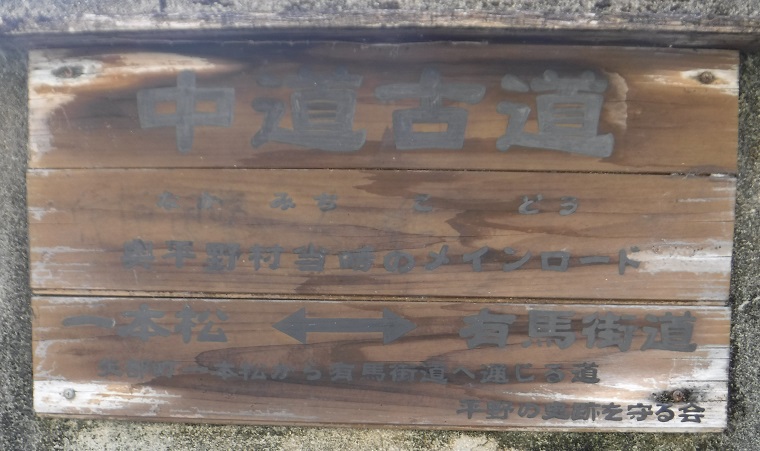 中道古道
なか みち こ どう
奥平野村当時のメインロード
一本松 ⟷ 有馬街道
一本松から有馬街道へ通じる道
平野の史跡を守る会